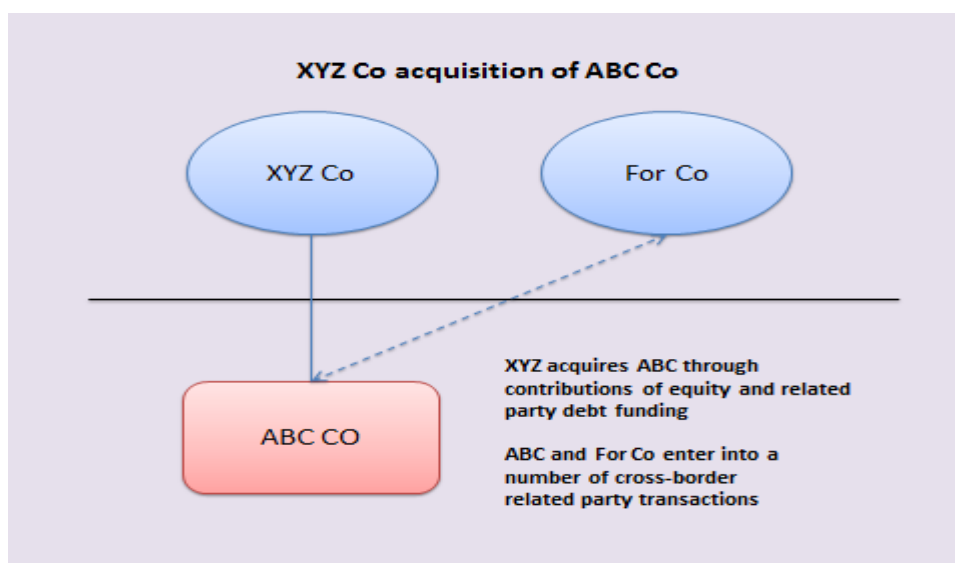 XYZ Co acquisition of ABC Co
XYZ Co
For Co
XYZ acquires ABC through
contributions of equity and related
party debt funding
ABC CO
ABC and For Co enter into a
number of cross-border
related party transactions